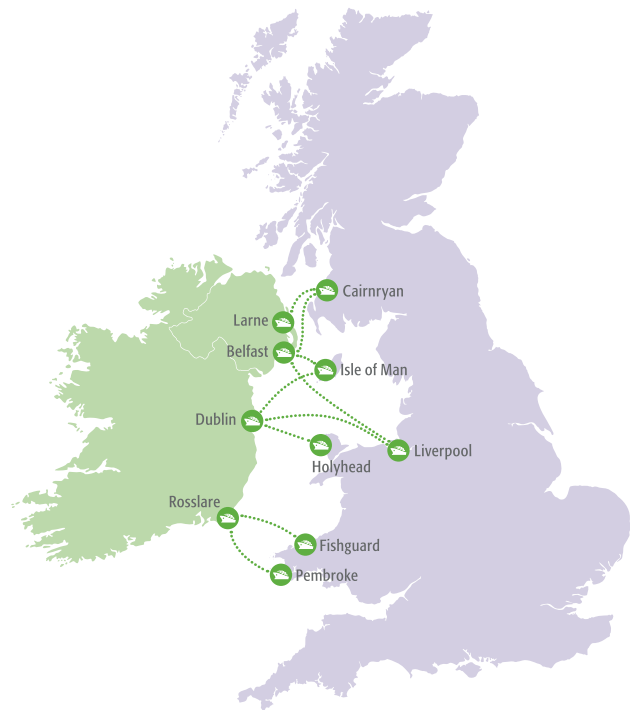 Cairnryan
Larne
Belfast
Isle of Man
Dublin
Liverpool
Holyhead
Rosslare
Fishguard
Pembroke